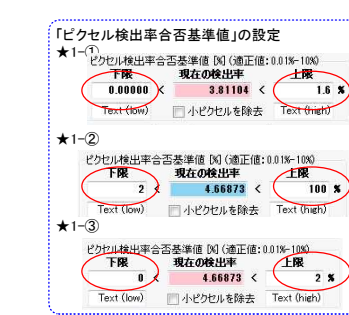 「ピクセル検出率合否基準値」の設定
★1-①
ピクセル検出率合否基準値 [%] (適正値: 0.01%-10%)
下限 現在の検出率 上限
0.00000 < 3.81104 < 1.6 %
Text (low) 小ピクセルを除去 Text (high)
★1-②
ピクセル検出率合否基準値 [%] (適正値: 0.01%-10%)
下限 現在の検出率 上限
2 < 4.66873 < 100 %
Text (low) 小ピクセルを除去 Text (high)
★1-③
ピクセル検出率合否基準値 [%] (適正値: 0.01%-10%)
下限 現在の検出率 上限
0 < 4.66873 < 2 %
Text (low) 小ピクセルを除去 Text (high)